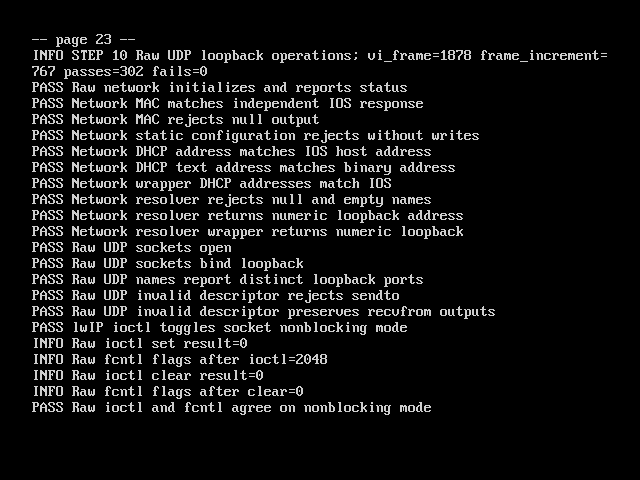 -- page 23 --
INFO STEP 10 Raw UDP loopback operations; vi_frame=1878 frame_increment=
767 passes=302 fails=0
PASS Raw network initializes and reports status
PASS Network MAC matches independent IOS response
PASS Network MAC rejects null output
PASS Network static configuration rejects without writes
PASS Network DHCP address matches IOS host address
PASS Network DHCP text address matches binary address
PASS Network wrapper DHCP addresses match IOS
PASS Network resolver rejects null and empty names
PASS Network resolver returns numeric loopback address
PASS Network resolver wrapper returns numeric loopback
PASS Raw UDP sockets open
PASS Raw UDP sockets bind loopback
PASS Raw UDP names report distinct loopback ports
PASS Raw UDP invalid descriptor rejects sendto
PASS Raw UDP invalid descriptor preserves recvfrom outputs
PASS lwIP ioctl toggles socket nonblocking mode
INFO Raw ioctl set result=0
INFO Raw fcntl flags after ioctl=2048
INFO Raw ioctl clear result=0
INFO Raw fcntl flags after clear=0
PASS Raw ioctl and fcntl agree on nonblocking mode